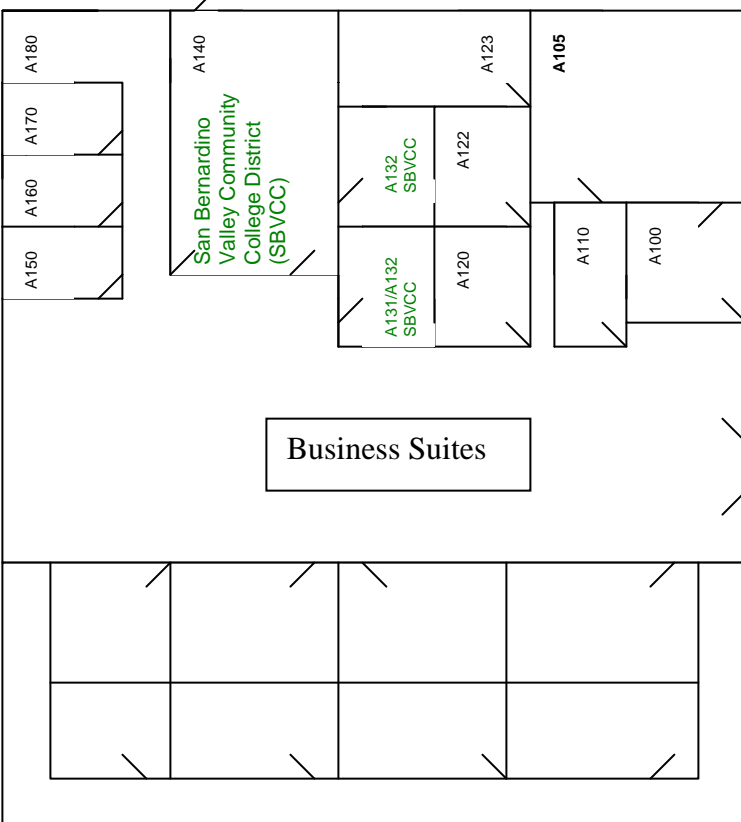 A180
A170
A160
A150
A140
San Bernardino
Valley Community
College District
(SBVCC)
A123
A132
SBVCC
A122
A131/A132
SBVCC
A120
A105
A110
A100
Business Suites